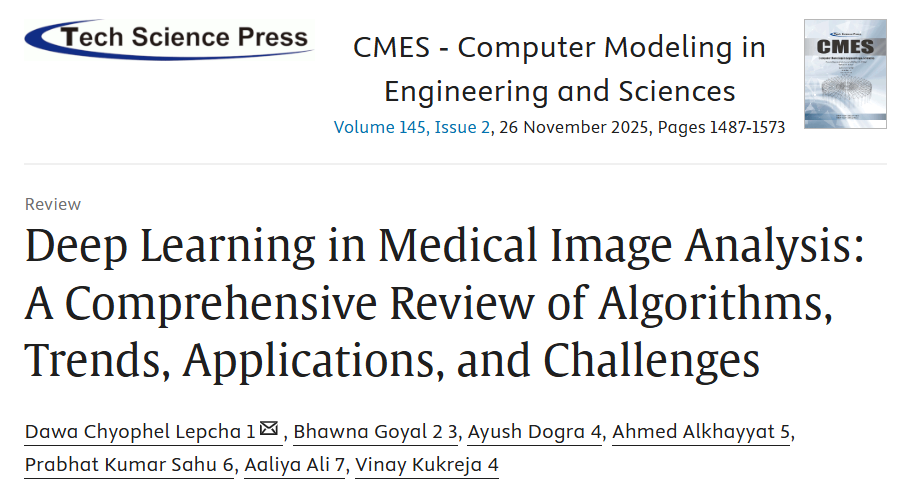 Tech Science Press
CMES - Computer Modeling in
Engineering and Sciences
Volume 145, Issue 2, 26 November 2025, Pages 1487-1573
CMES
Review
Deep Learning in Medical Image Analysis:
A Comprehensive Review of Algorithms,
Trends, Applications, and Challenges
Dawa Chyophel Lepcha 1 , Bhawna Goyal 2 3, Ayush Dogra 4, Ahmed Alkhayyat 5,
Prabhat Kumar Sahu 6, Aaliya Ali 7, Vinay Kukreja 4